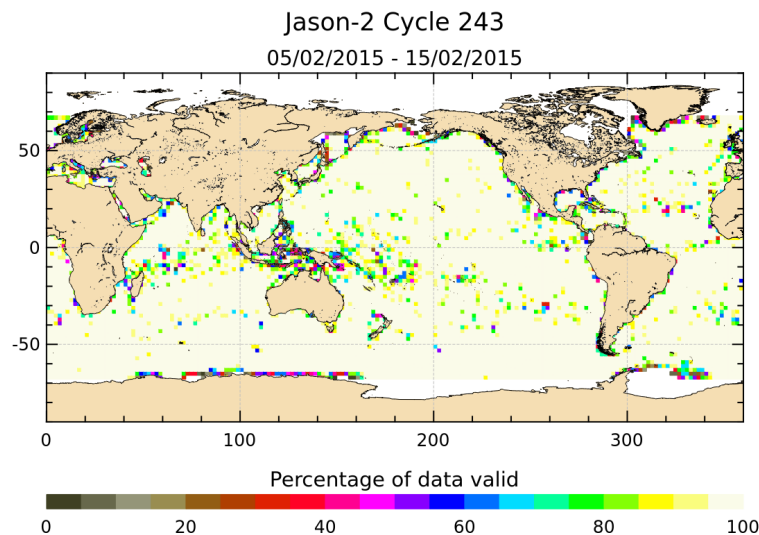 Jason-2 Cycle 243
05/02/2015 - 15/02/2015
50
0
-50
0 100 200 300
Percentage of data valid
0 20 40 60 80 100